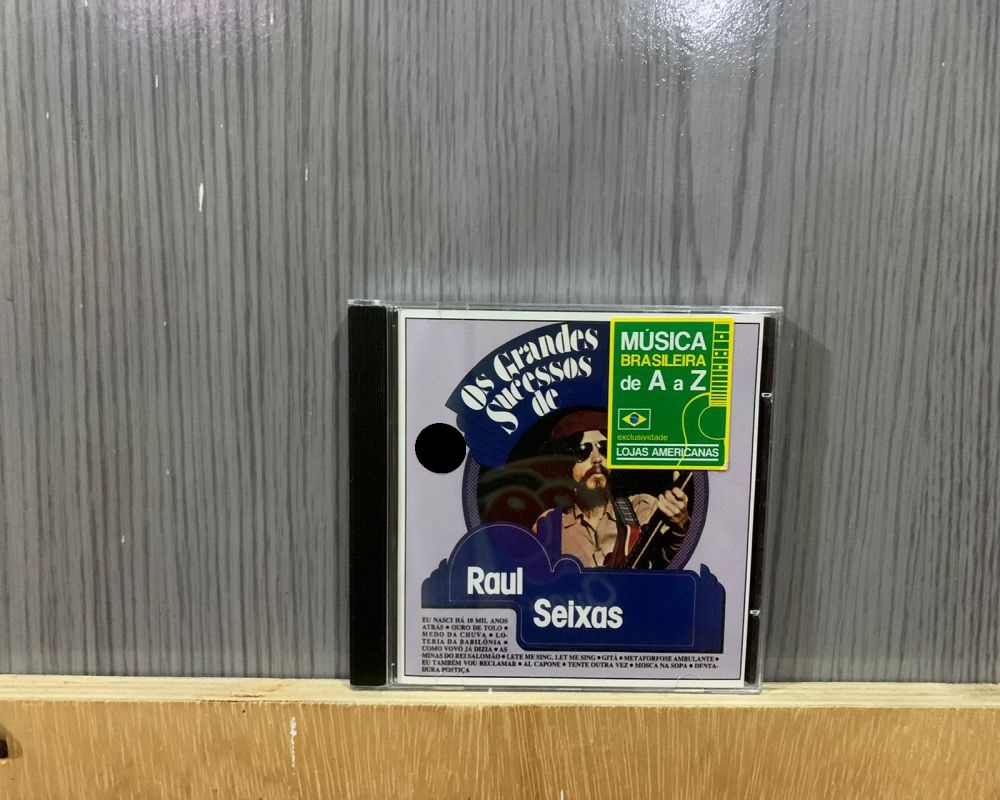 Os Grandes
Sucessos
de
MÚSICA
BRASILEIRA
de A a Z
exclusividade
LOJAS AMERICANAS
Raul
Seixas
EU NASCI HÁ 10 MIL ANOS
ATRÁS • OURO DE TOLO •
MEDO DA CHUVA • LO-
TERIA DA BABILÔNIA •
COMO VOVÓ JÁ DIZIA • AS
MINAS DO REI SALOMÃO • LETE ME SING, LET ME SING • GITÁ • METAFORFOSE AMBULANTE •
EU TAMBÉM VOU RECLAMAR • AL CAPONE • TENTE OUTRA VEZ • MOSCA NA SOPA • DENTA-
DURA POSTIÇA